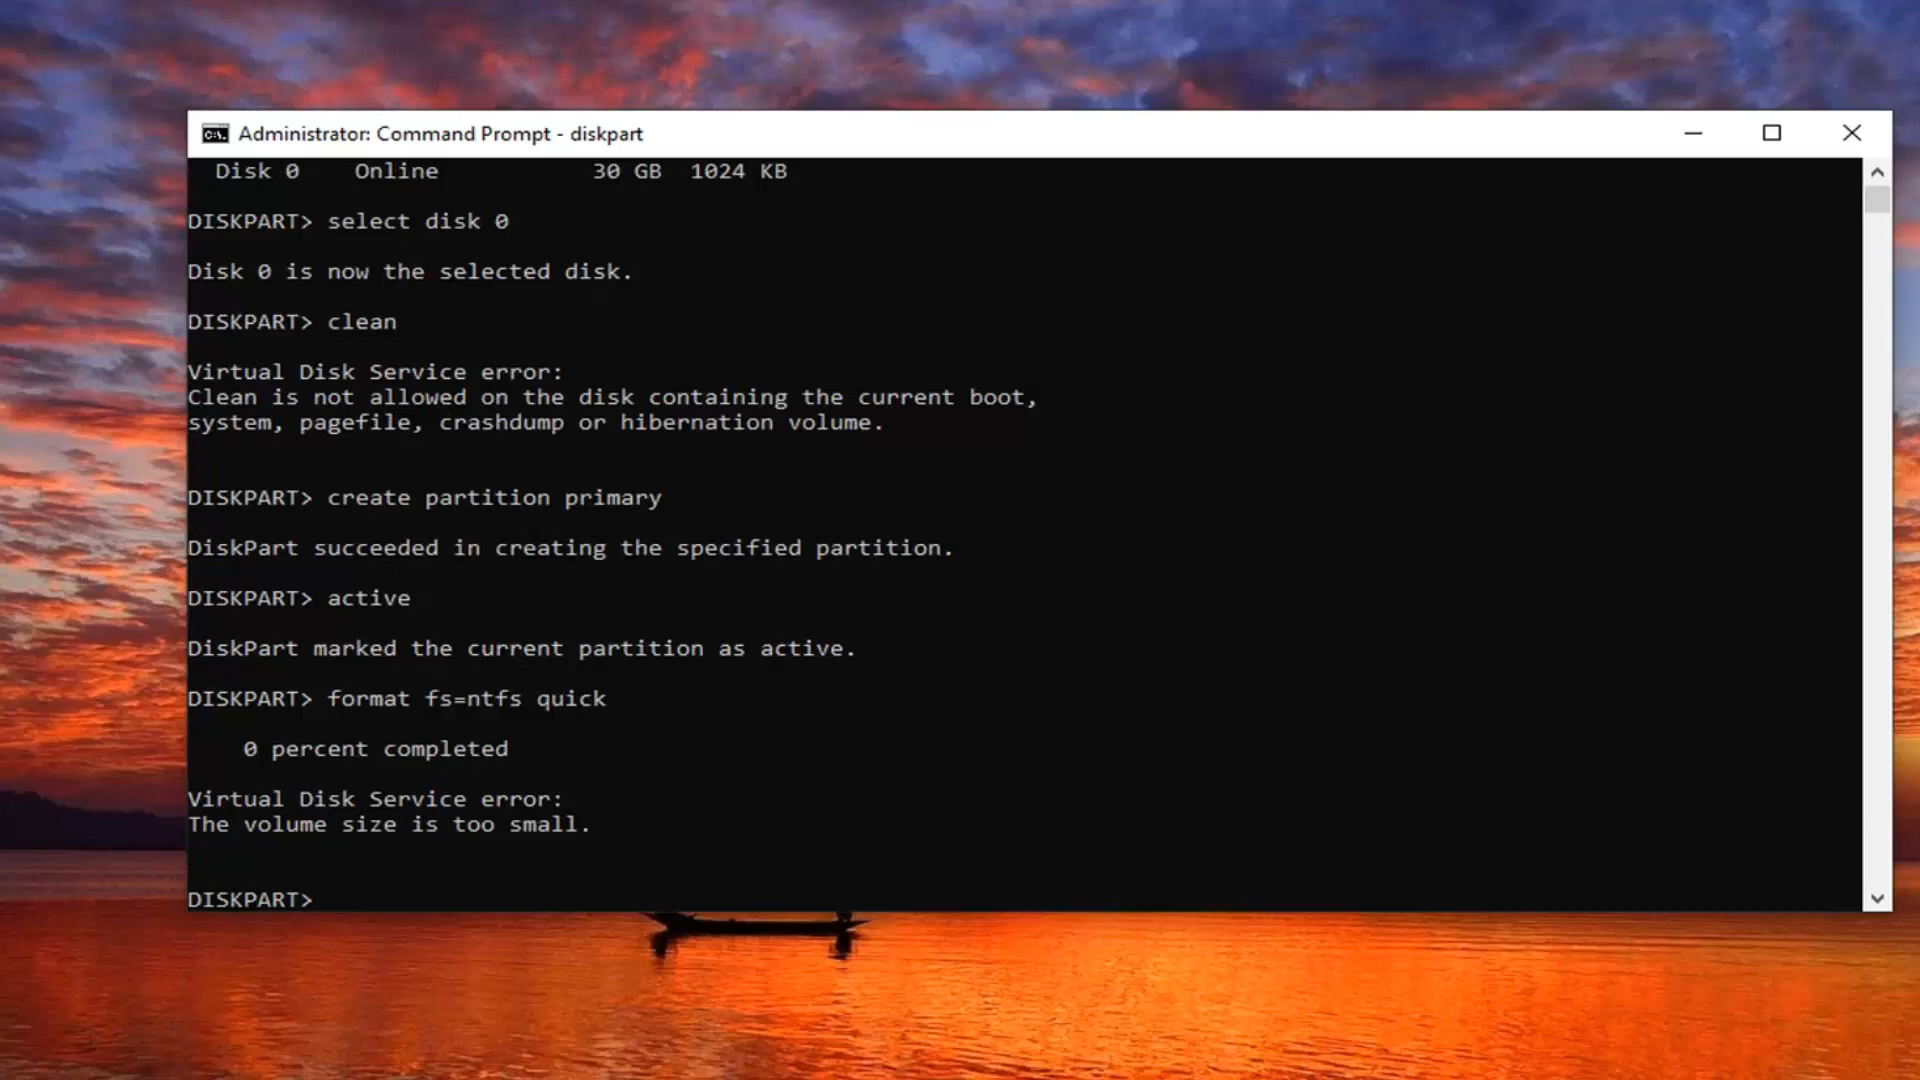 Administrator: Command Prompt - diskpart
Disk 0    Online           30 GB  1024 KB
DISKPART> select disk 0
Disk 0 is now the selected disk.
DISKPART> clean
Virtual Disk Service error:
Clean is not allowed on the disk containing the current boot,
system, pagefile, crashdump or hibernation volume.
DISKPART> create partition primary
DiskPart succeeded in creating the specified partition.
DISKPART> active
DiskPart marked the current partition as active.
DISKPART> format fs=ntfs quick
0 percent completed
Virtual Disk Service error:
The volume size is too small.
DISKPART>